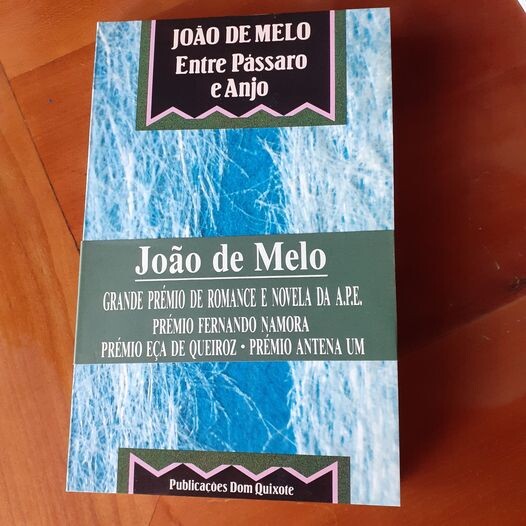 JOÃO DE MELO
Entre Pássaro
e Anjo
João de Melo
GRANDE PRÉMIO DE ROMANCE E NOVELA DA A.P.E.
PRÉMIO FERNANDO NAMORA
PRÉMIO EÇA DE QUEIROZ • PRÉMIO ANTENA UM
Publicações Dom Quixote